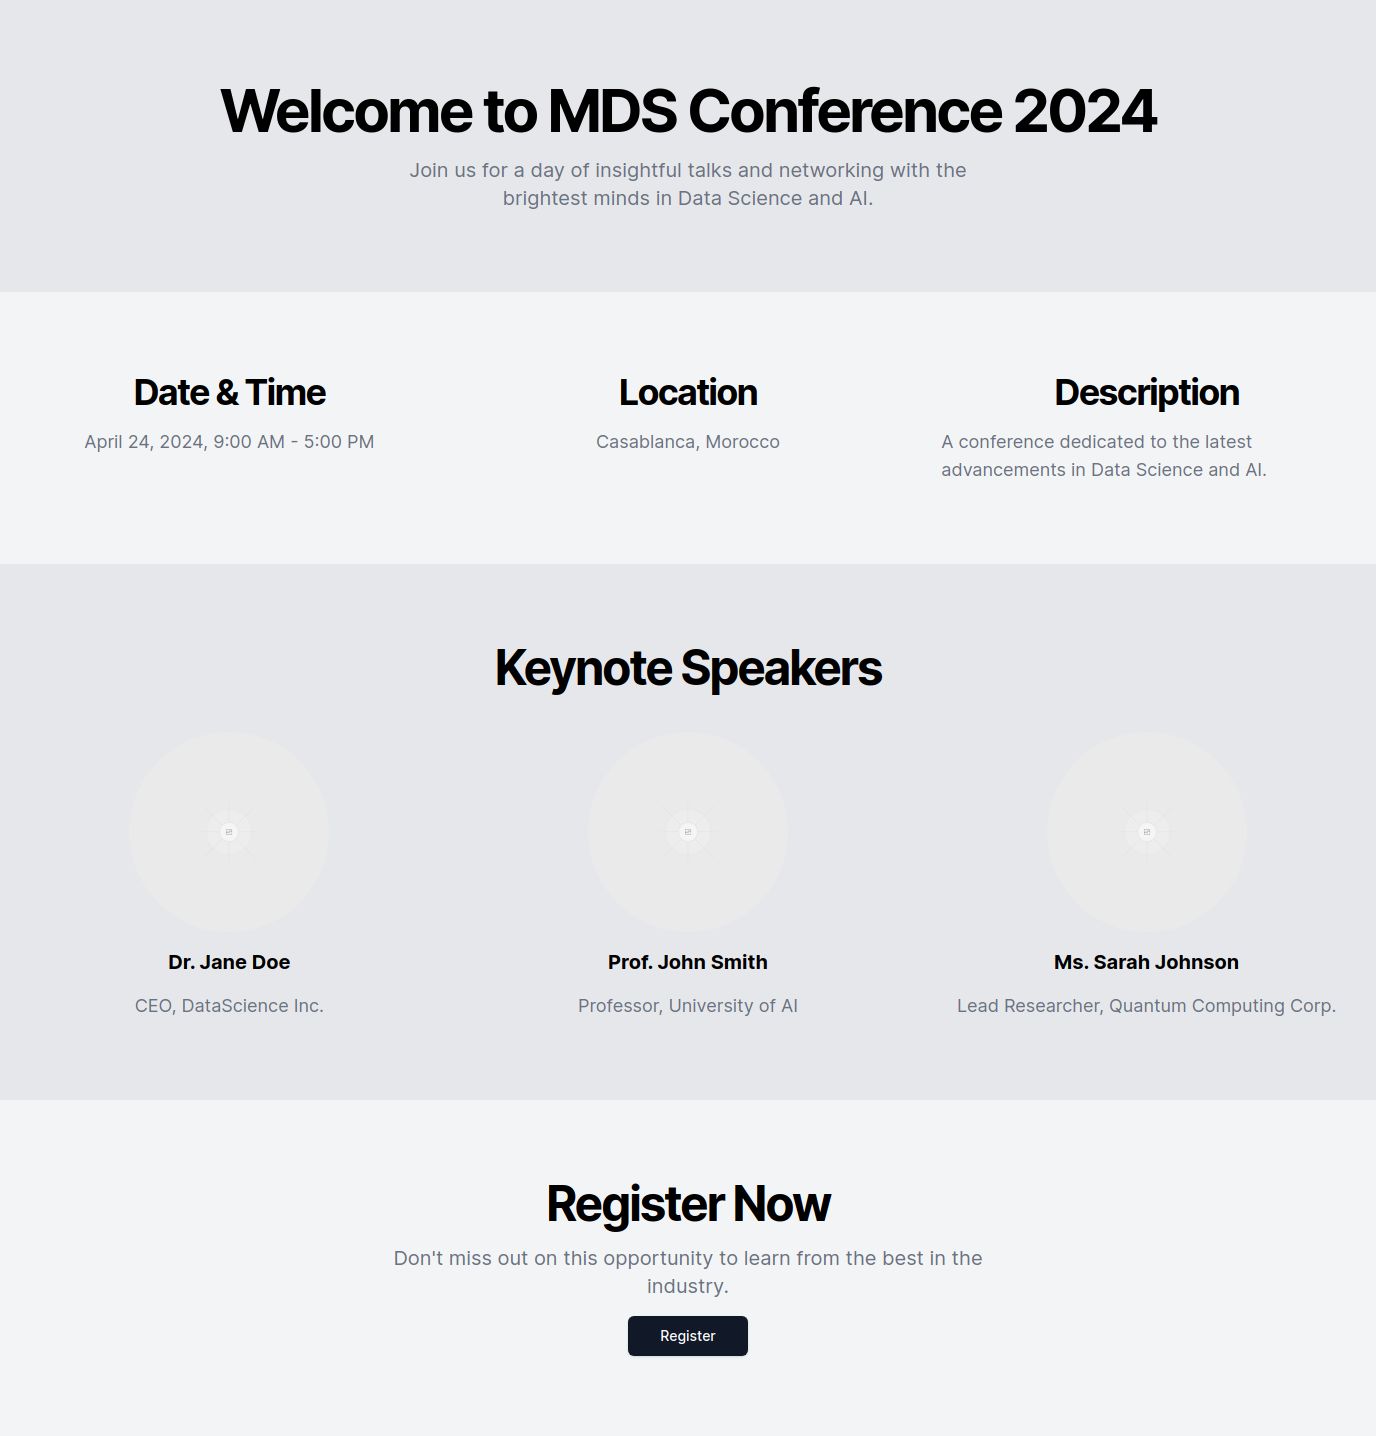 Welcome to MDS Conference 2024
Join us for a day of insightful talks and networking with the
brightest minds in Data Science and AI.
Date & Time
April 24, 2024, 9:00 AM - 5:00 PM
Location
Casablanca, Morocco
Description
A conference dedicated to the latest
advancements in Data Science and AI.
Keynote Speakers
Dr. Jane Doe
CEO, DataScience Inc.
Prof. John Smith
Professor, University of AI
Ms. Sarah Johnson
Lead Researcher, Quantum Computing Corp.
Register Now
Don't miss out on this opportunity to learn from the best in the
industry.
Register